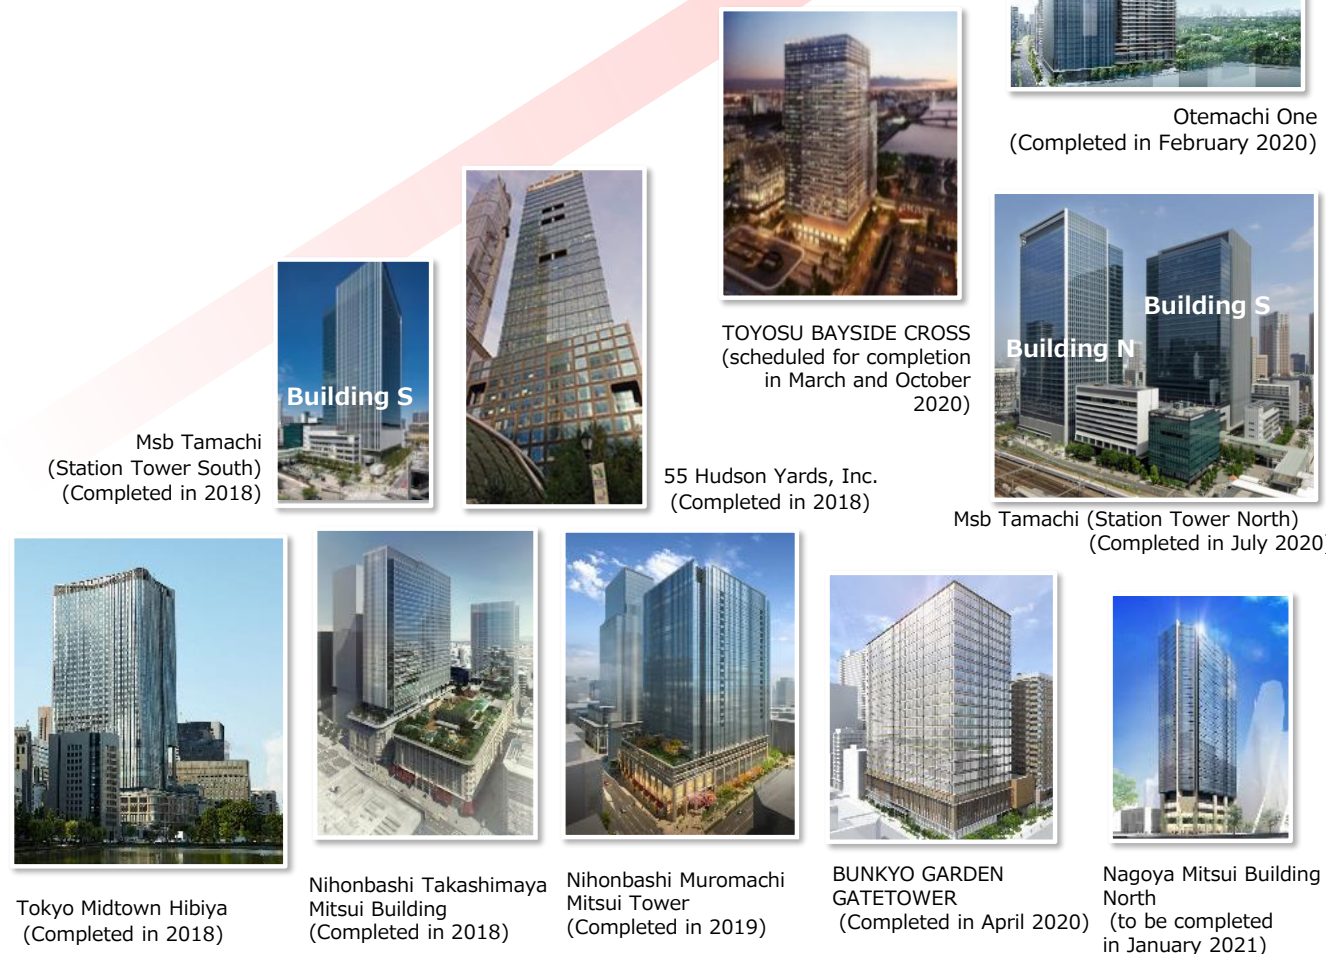 Otemachi One
(Completed in February 2020)
Building S
Building N
TOYOSU BAYSIDE CROSS
(scheduled for completion
in March and October
2020)
Building S
Msb Tamachi
(Station Tower South)
(Completed in 2018)
55 Hudson Yards, Inc.
(Completed in 2018)
Msb Tamachi (Station Tower North)
(Completed in July 2020)
Tokyo Midtown Hibiya
(Completed in 2018)
Nihonbashi Takashimaya
Mitsui Building
(Completed in 2018)
Nihonbashi Muromachi
Mitsui Tower
(Completed in 2019)
BUNKYO GARDEN
GATETOWER
(Completed in April 2020)
Nagoya Mitsui Building
North
(to be completed
in January 2021)